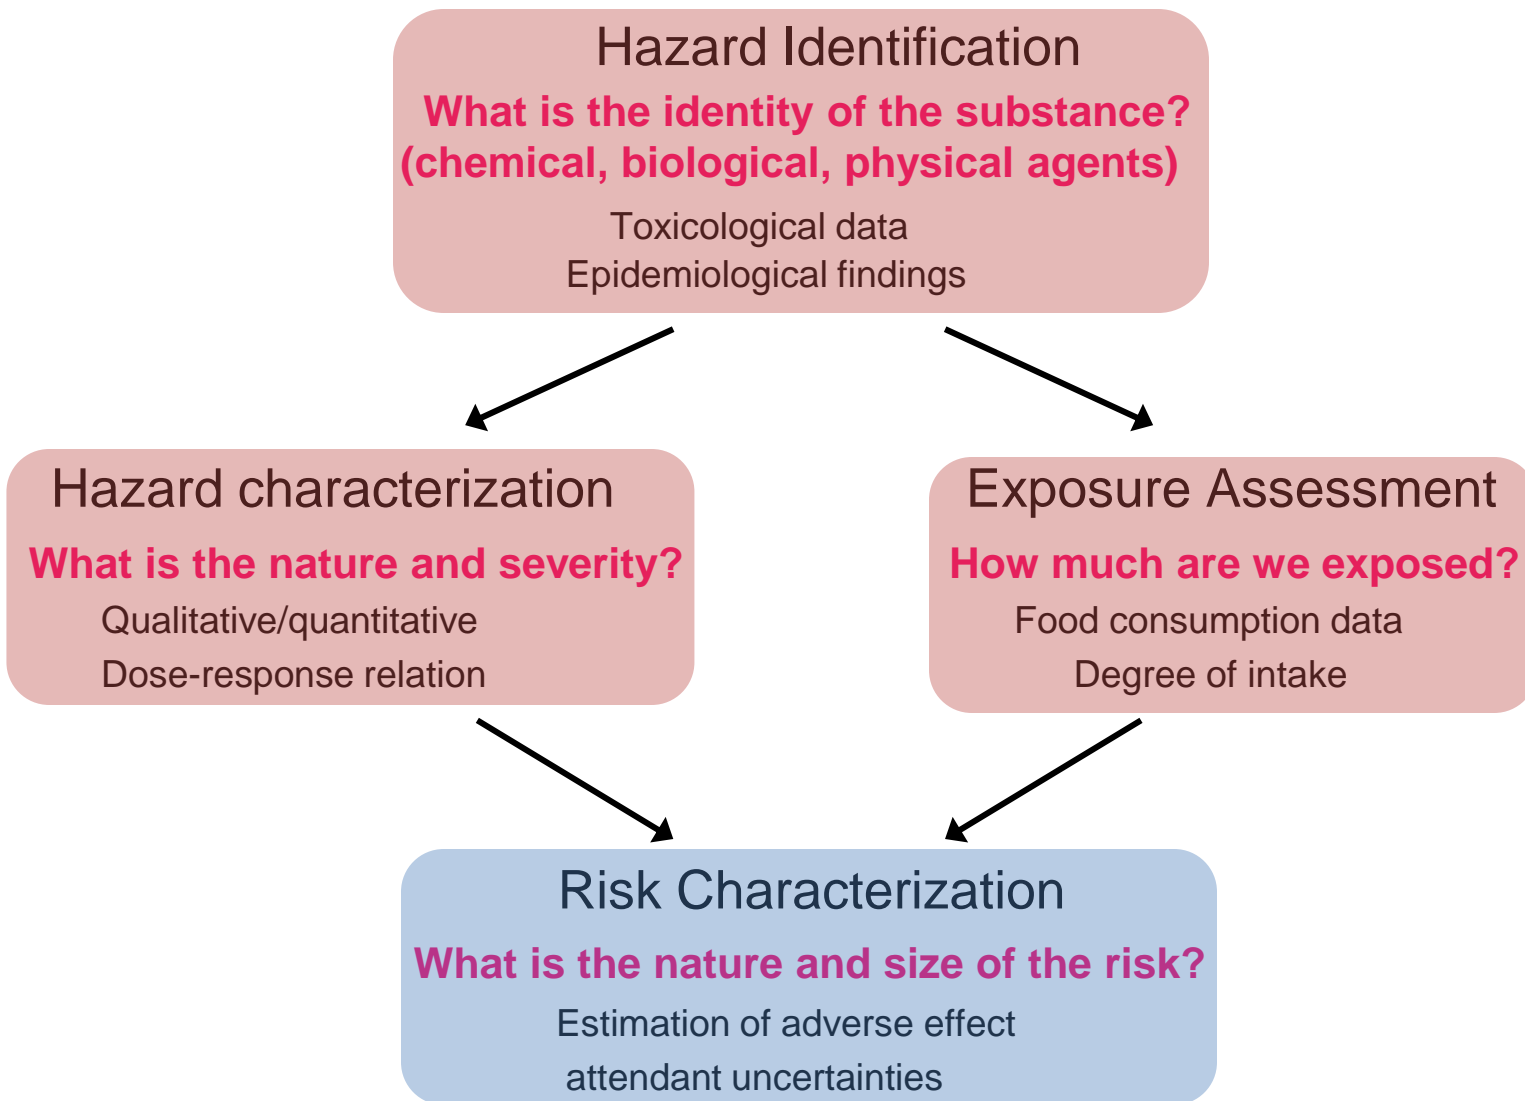 Hazard Identification
What is the identity of the substance?
(chemical, biological, physical agents)
Toxicological data
Epidemiological findings
Hazard characterization
What is the nature and severity?
Qualitative/quantitative
Dose-response relation
Exposure Assessment
How much are we exposed?
Food consumption data
Degree of intake
Risk Characterization
What is the nature and size of the risk?
Estimation of adverse effect
attendant uncertainties